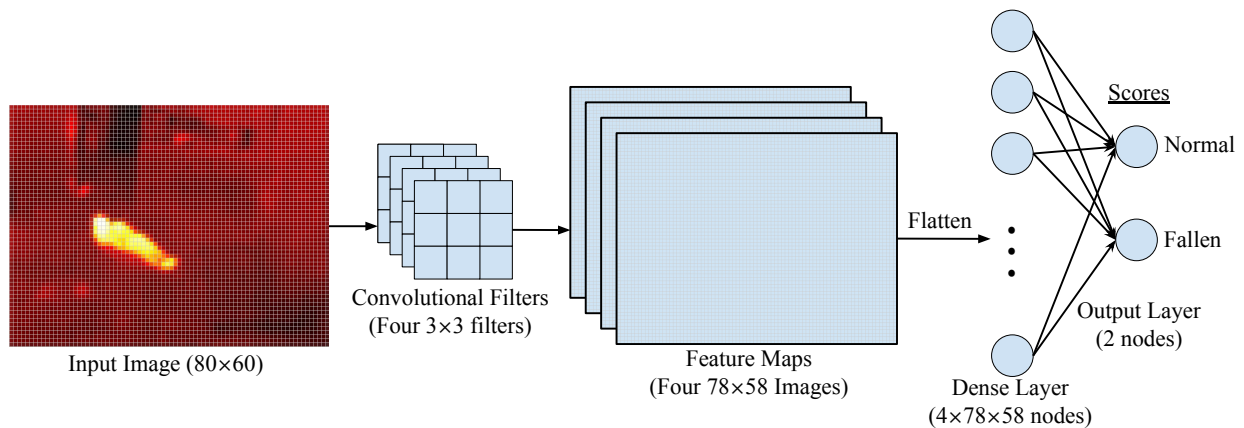 Input Image (80×60)
Convolutional Filters
(Four 3×3 filters)
Feature Maps
(Four 78×58 Images)
Flatten
Dense Layer
(4×78×58 nodes)
Scores
Normal
Fallen
Output Layer
(2 nodes)